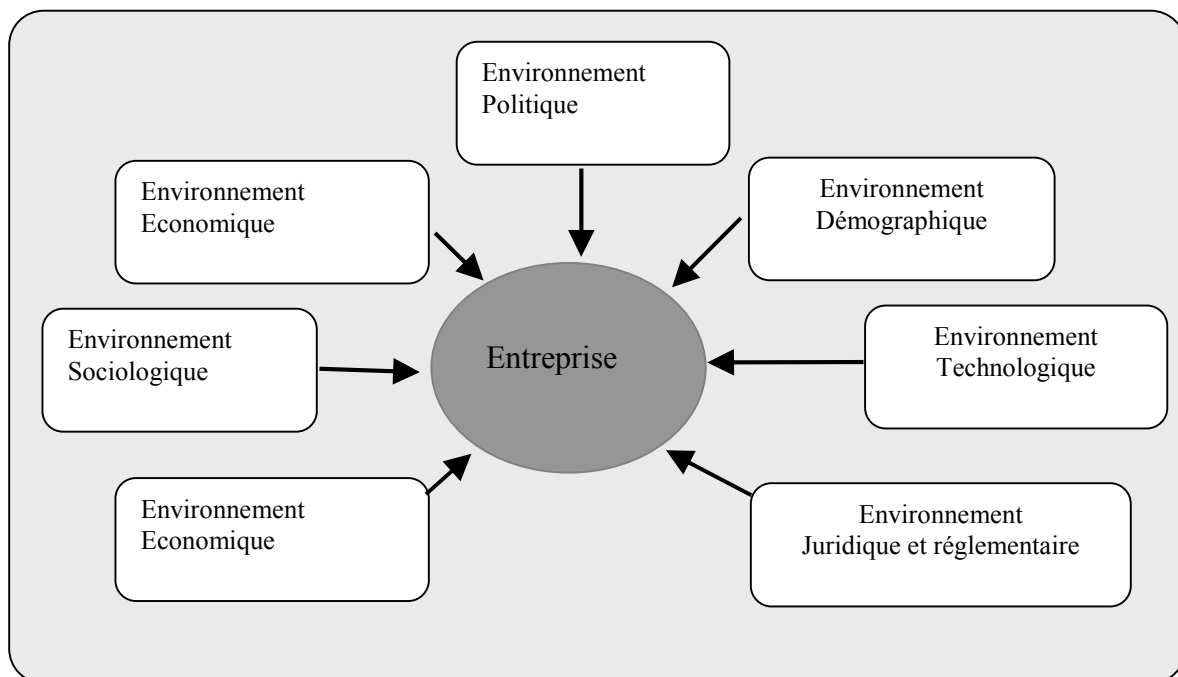 Environnement
Politique
Environnement
Economique
Environnement
Démographique
Environnement
Sociologique
Entreprise
Environnement
Technologique
Environnement
Economique
Environnement
Juridique et réglementaire